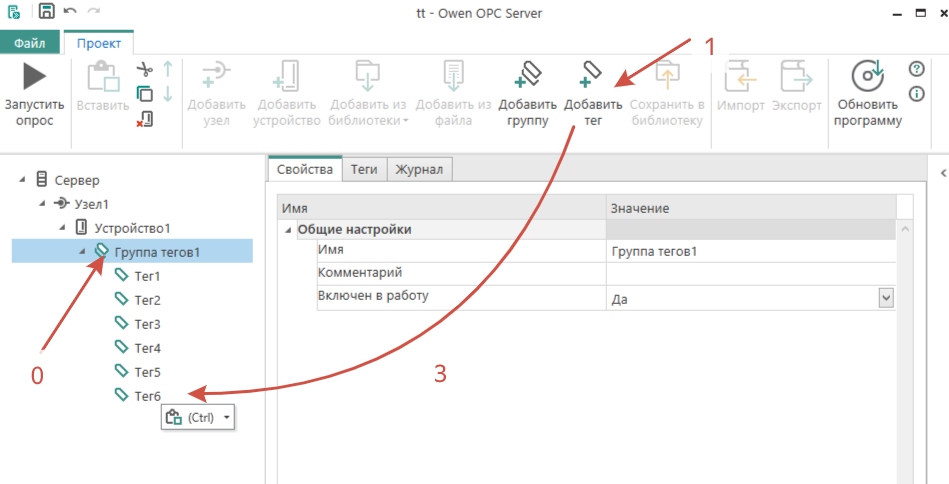 tt - Owen OPC Server
Файл
Проект
Запустить опрос
Вставить
Добавить узел
Добавить устройство
Добавить из библиотеки
Добавить из файла
Добавить группу
Добавить тег
Сохранить в библиотеку
Импорт
Экспорт
Обновить программу
1
Сервер
Узел1
Устройство1
Группа тегов1
Тег1
Тег2
Тег3
Тег4
Тег5
Тег6
(Ctrl)
0
3
Свойства
Теги
Журнал
Имя Значение
Общие настройки
Имя Группа тегов1
Комментарий
Включен в работу Да